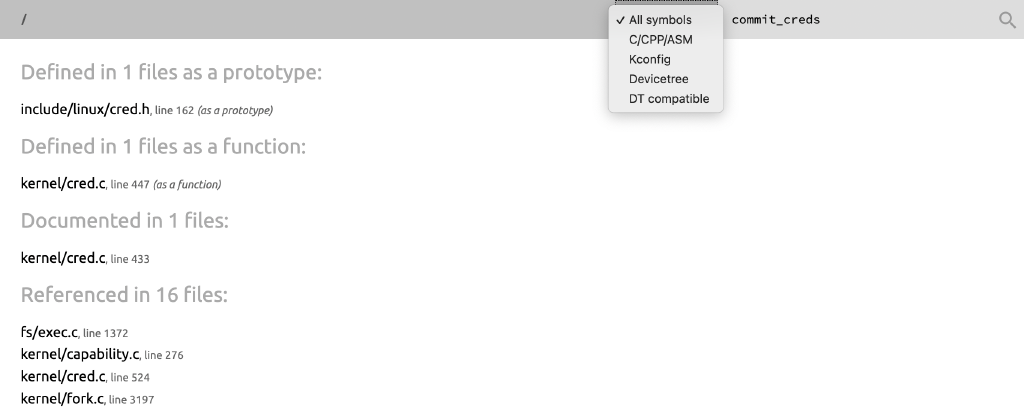 /
✓ All symbols
commit_creds
C/CPP/ASM
Kconfig
Devicetree
DT compatible
Defined in 1 files as a prototype:
include/linux/cred.h, line 162 (as a prototype)
Defined in 1 files as a function:
kernel/cred.c, line 447 (as a function)
Documented in 1 files:
kernel/cred.c, line 433
Referenced in 16 files:
fs/exec.c, line 1372
kernel/capability.c, line 276
kernel/cred.c, line 524
kernel/fork.c, line 3197